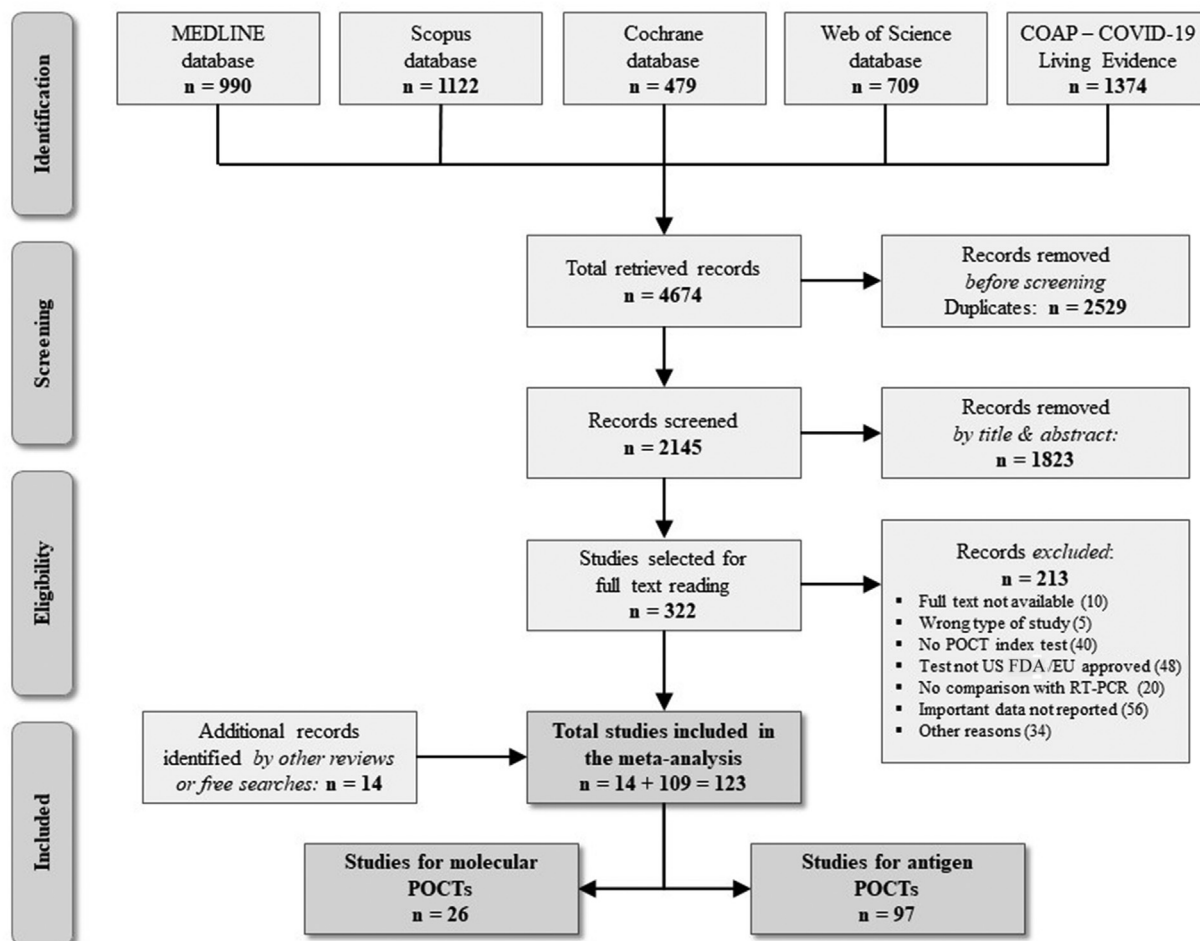 Identification
MEDLINE
database
n = 990
Scopus
database
n = 1122
Cochrane
database
n = 479
Web of Science
database
n = 709
COAP – COVID-19
Living Evidence
n = 1374
Screening
Total retrieved records
n = 4674
Records removed
before screening
Duplicates: n = 2529
Records screened
n = 2145
Records removed
by title & abstract:
n = 1823
Eligibility
Studies selected for
full text reading
n = 322
Records excluded:
n = 213
▪ Full text not available (10)
▪ Wrong type of study (5)
▪ No POCT index test (40)
▪ Test not US FDA/EU approved (48)
▪ No comparison with RT-PCR (20)
▪ Important data not reported (56)
▪ Other reasons (34)
Included
Additional records
identified by other reviews
or free searches: n = 14
Total studies included in
the meta-analysis
n = 14 + 109 = 123
Studies for molecular
POCTs
n = 26
Studies for antigen
POCTs
n = 97